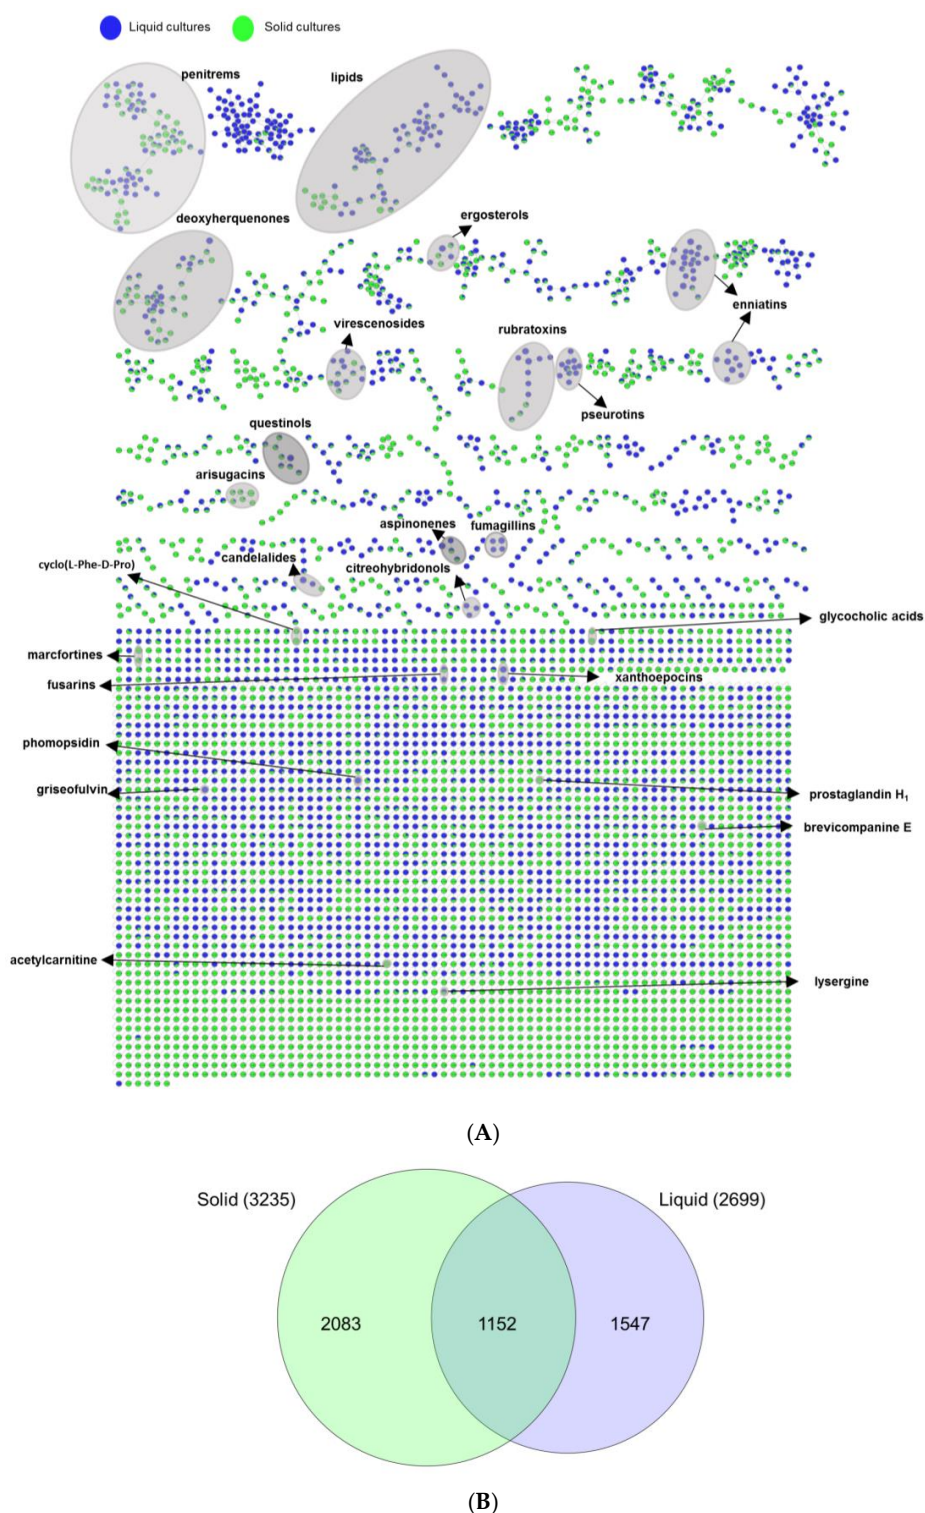 Liquid cultures
Solid cultures
penitrems
lipids
deoxyherquenones
ergosterols
enniatins
virescenosides
rubratoxins
pseurotins
questinols
arisugacins
aspinonenes
fumagillins
cyclo(L-Phe-D-Pro)
candelalides
citreohybridonols
glycocholic acids
marcfortines
fusarins
xanthoepocins
phomopsidin
griseofulvin
prostaglandin H₁
brevicompanine E
acetylcarnitine
lysergine
(A)
Solid (3235)
Liquid (2699)
2083
1152
1547
(B)